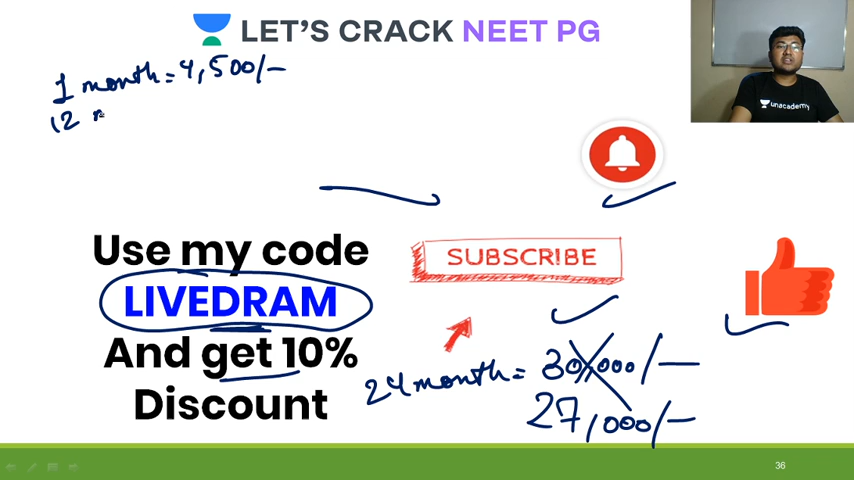 LET'S CRACK NEET PG
1 month = 4,500/-
12
unacademy
Use my code
SUBSCRIBE
LIVEDRAM
And get 10%
Discount
24 month = 30,000/-
27,000/-
36